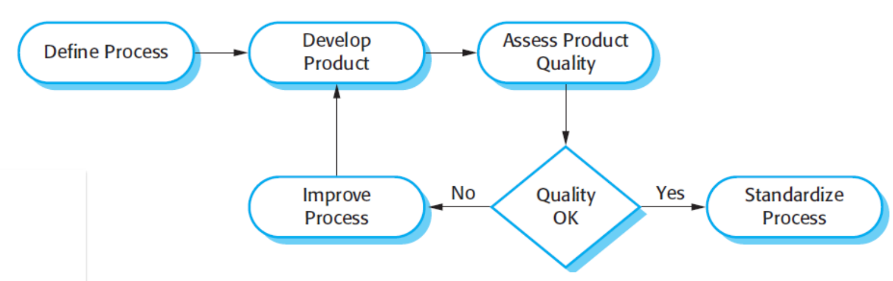 Define Process
Develop
Product
Assess Product
Quality
Improve
Process
No
Quality
OK
Yes
Standardize
Process